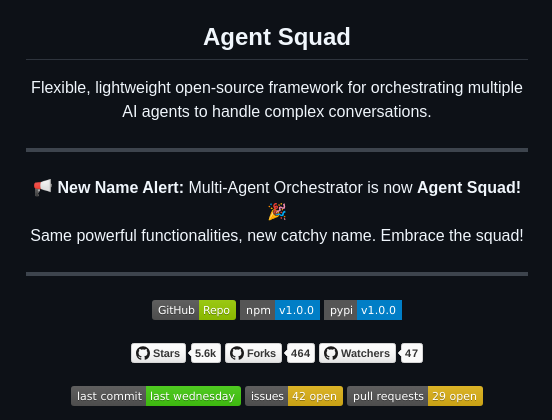 Agent Squad
Flexible, lightweight open-source framework for orchestrating multiple
AI agents to handle complex conversations.
📢 New Name Alert: Multi-Agent Orchestrator is now Agent Squad!
🎉
Same powerful functionalities, new catchy name. Embrace the squad!
GitHub Repo npm v1.0.0 pypi v1.0.0
Stars 5.6k Forks 464 Watchers 47
last commit last wednesday issues 42 open pull requests 29 open